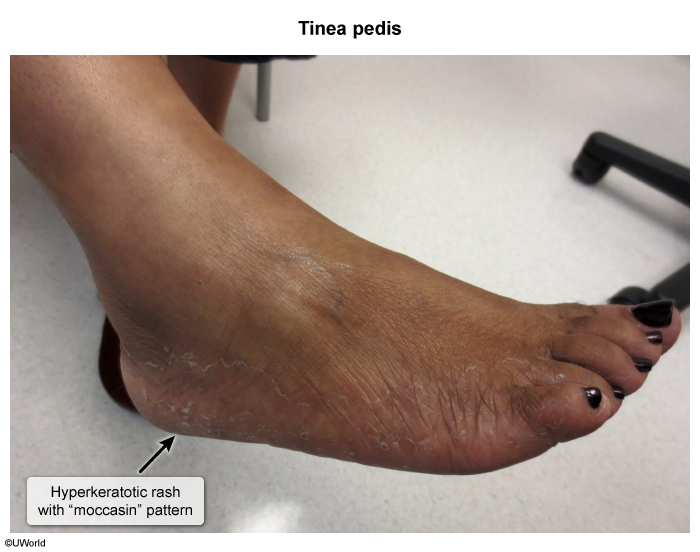 Tinea pedis
Hyperkeratotic rash
with “moccasin” pattern
©UWorld